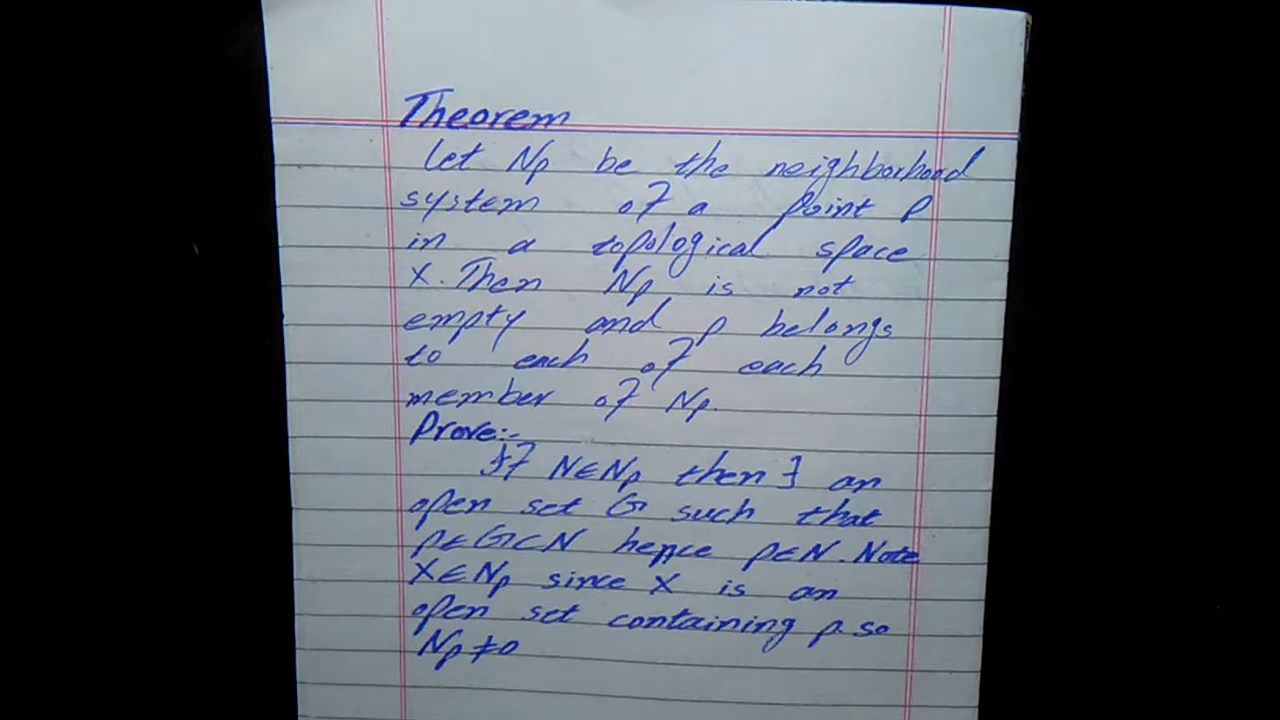 Theorem
Let Np be the neighborhood
system of a point P
in a topological space
X. Then Np is not
empty and p belongs
to each of each
member of Np.
Prove:-
If N∈Np then ∃ an
open set G such that
p∈G⊂N hence p∈N. Note
X∈Np since X is an
open set containing p. so
Np≠0